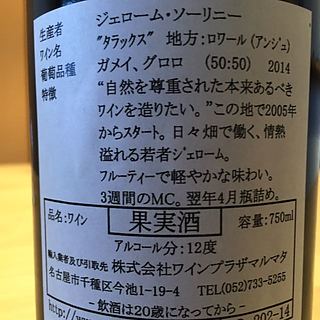 生産者 ジェローム・ソーリニー
ワイン名 〝タラックス〞 地方:ロワール(アンジュ)
葡萄品種 ガメイ、グロロ (50:50) 2014
特徴 “自然を尊重された本来あるべき
ワインを造りたい。”この地で2005年
からスタート。日々畑で働く、情熱
溢れる若者ジェローム。
フルーティーで軽やかな味わい。
3週間のMC。翌年4月瓶詰め。
品名:ワイン 果実酒 容量:750ml
アルコール分:12度
輸入業者及び引取先 株式会社ワインプラザマルマタ
名古屋市千種区今池1-19-4 TEL(052)733-5255
-飲酒は20歳になってから-